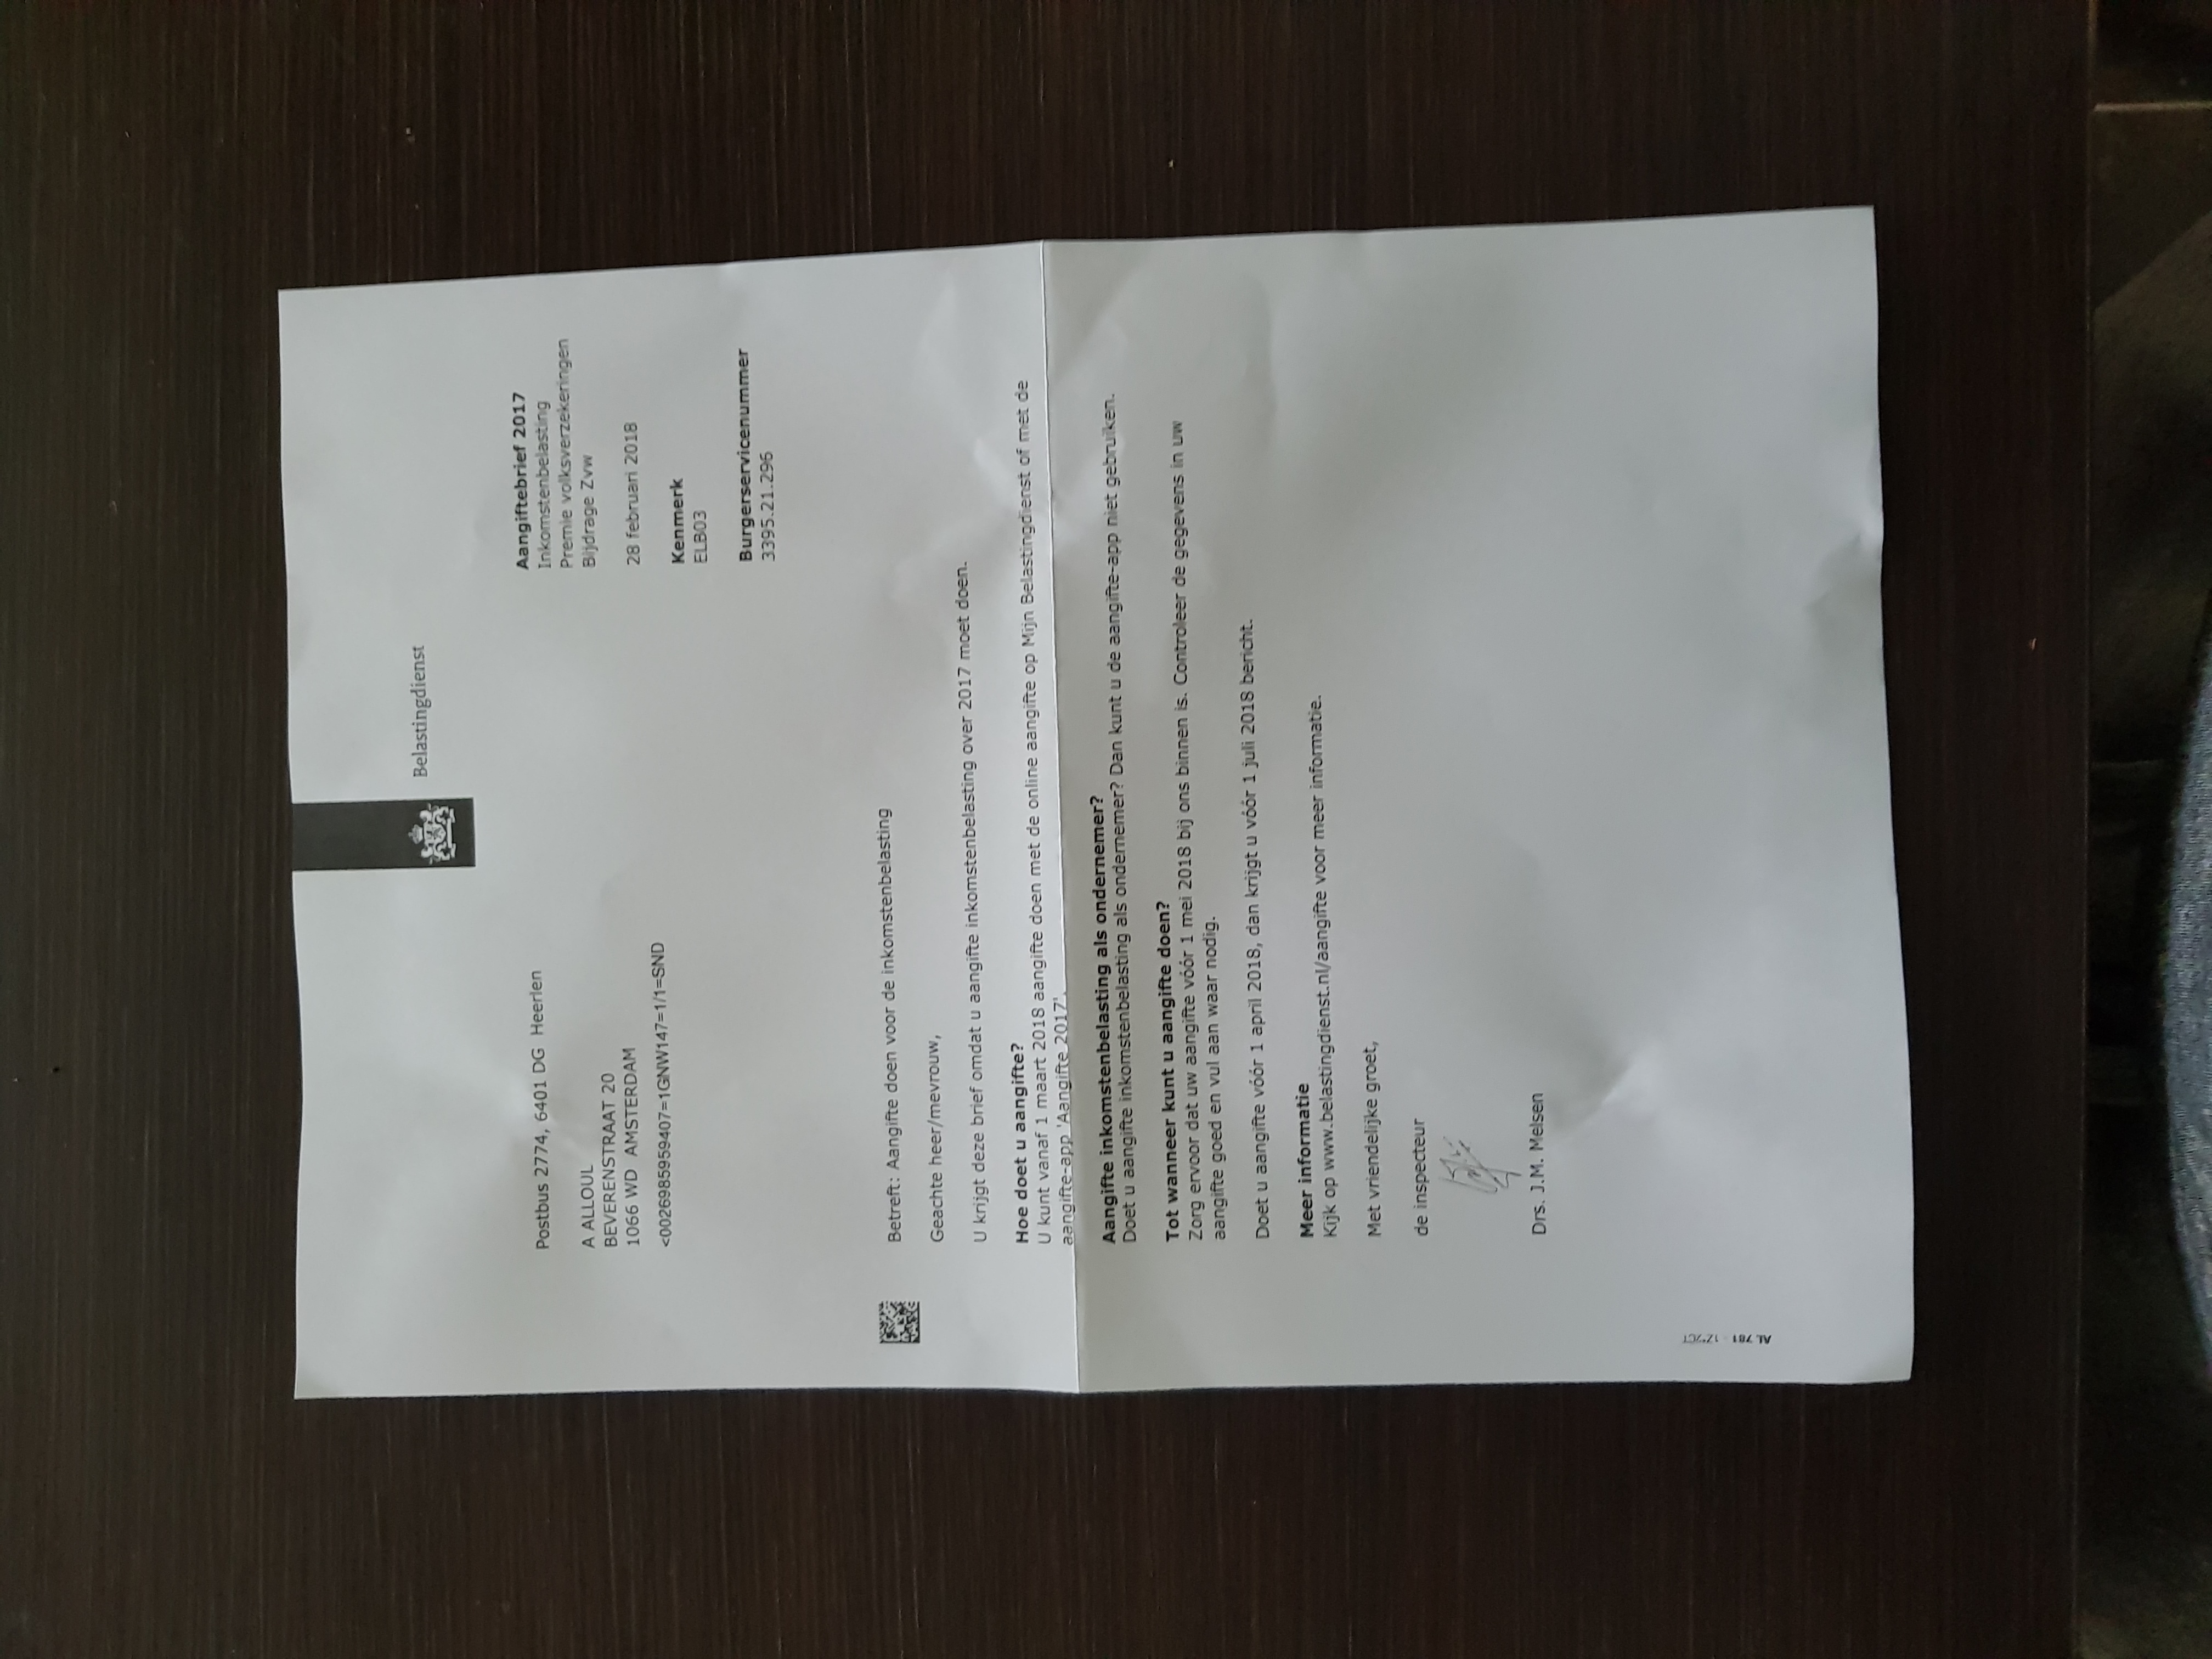 Belastingdienst
Postbus 2774, 6401 DG Heerlen
A ALLOUL
BEVERENSTRAAT 20
1066 WD AMSTERDAM
<0026985959407=1GNW147=1/1=SND
Aangiftebrief 2017
Inkomstenbelasting
Premie volksverzekeringen
Bijdrage Zvw
28 februari 2018
Kenmerk
ELB03
Burgerservicenummer
3395.21.296
Betreft: Aangifte doen voor de inkomstenbelasting
Geachte heer/mevrouw,
U krijgt deze brief omdat u aangifte inkomstenbelasting over 2017 moet doen.
Hoe doet u aangifte?
U kunt vanaf 1 maart 2018 aangifte doen met de online aangifte op Mijn Belastingdienst of met de
aangifte-app 'Aangifte 2017'.
Aangifte inkomstenbelasting als ondernemer?
Doet u aangifte inkomstenbelasting als ondernemer? Dan kunt u de aangifte-app niet gebruiken.
Tot wanneer kunt u aangifte doen?
Zorg ervoor dat uw aangifte vóór 1 mei 2018 bij ons binnen is. Controleer de gegevens in uw
aangifte goed en vul aan waar nodig.
Doet u aangifte vóór 1 april 2018, dan krijgt u vóór 1 juli 2018 bericht.
Meer informatie
Kijk op www.belastingdienst.nl/aangifte voor meer informatie.
Met vriendelijke groet,
de inspecteur
Drs. J.M. Melsen
AL 781 -